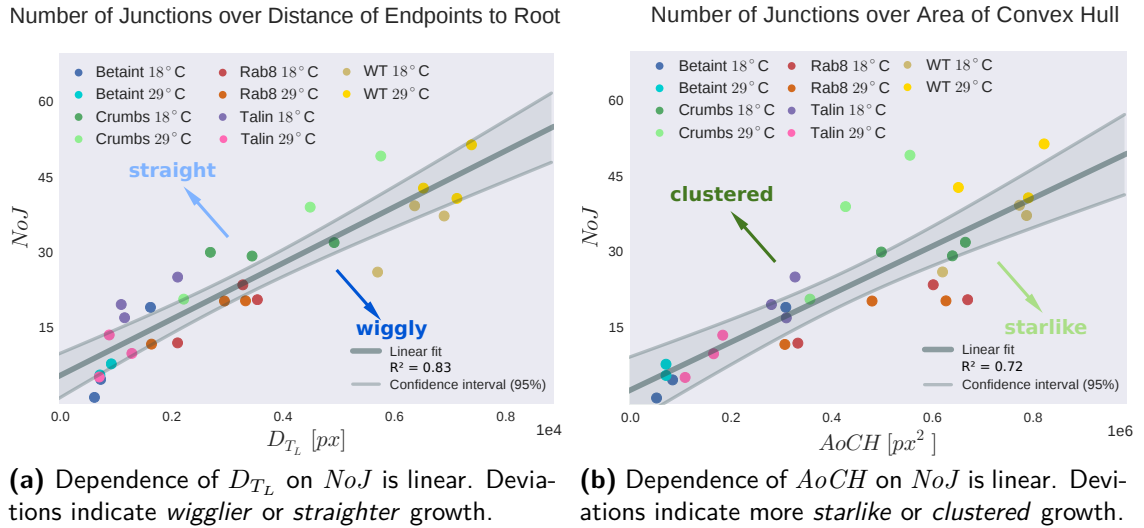 Number of Junctions over Distance of Endpoints to Root
NoJ
60
45
30
15
Betaint 18°C
Betaint 29°C
Crumbs 18°C
Crumbs 29°C
Rab8 18°C
Rab8 29°C
Talin 18°C
Talin 29°C
WT 18°C
WT 29°C
straight
wiggly
Linear fit
R² = 0.83
Confidence interval (95%)
0.0 0.2 0.4 0.6 0.8 1e4
D_{T_L} [px]
(a) Dependence of D_{T_L} on NoJ is linear. Devia-
tions indicate wigglier or straighter growth.
Number of Junctions over Area of Convex Hull
NoJ
60
45
30
15
Betaint 18°C
Betaint 29°C
Crumbs 18°C
Crumbs 29°C
Rab8 18°C
Rab8 29°C
Talin 18°C
Talin 29°C
WT 18°C
WT 29°C
clustered
starlike
Linear fit
R² = 0.72
Confidence interval (95%)
0.0 0.2 0.4 0.6 0.8 1e6
AoCH [px²]
(b) Dependence of AoCH on NoJ is linear. Devi-
ations indicate more starlike or clustered growth.